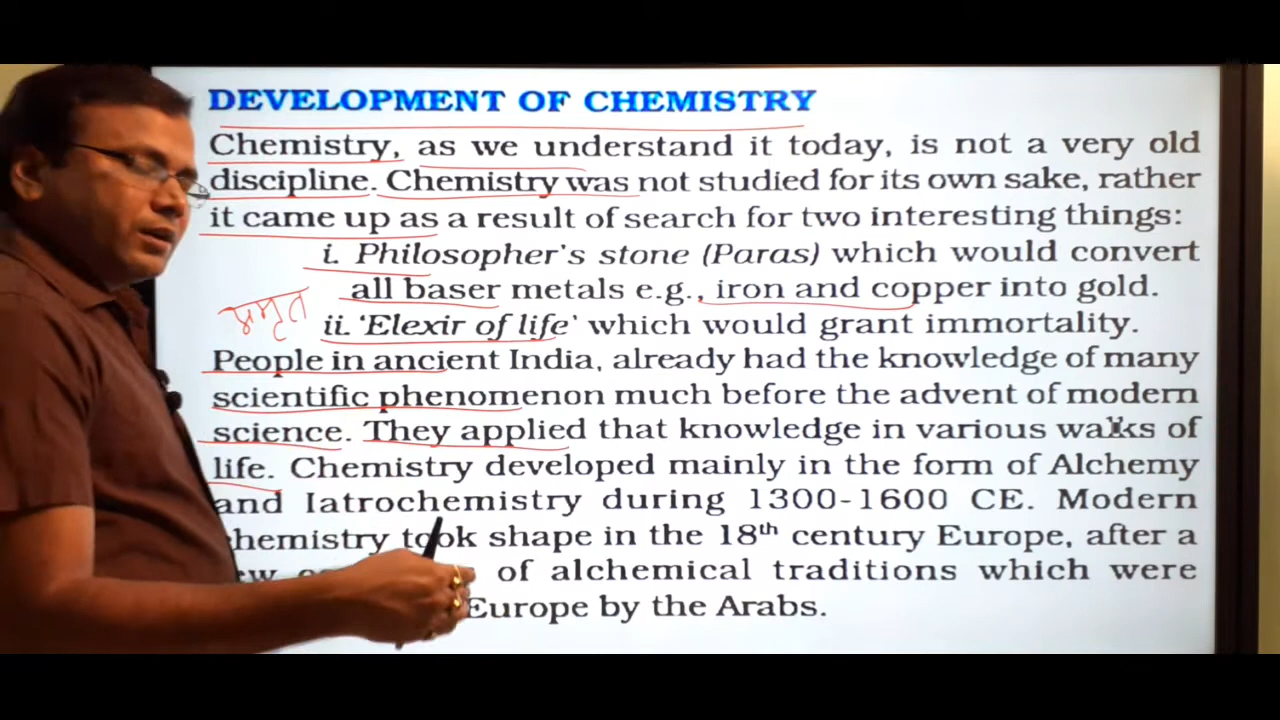 DEVELOPMENT OF CHEMISTRY
Chemistry, as we understand it today, is not a very old
discipline. Chemistry was not studied for its own sake, rather
it came up as a result of search for two interesting things:
i. Philosopher's stone (Paras) which would convert
all baser metals e.g., iron and copper into gold.
अमृत
ii. ‘Elexir of life’ which would grant immortality.
People in ancient India, already had the knowledge of many
scientific phenomenon much before the advent of modern
science. They applied that knowledge in various walks of
life. Chemistry developed mainly in the form of Alchemy
and Iatrochemistry during 1300-1600 CE. Modern
chemistry took shape in the 18th century Europe, after a
of alchemical traditions which were
Europe by the Arabs.